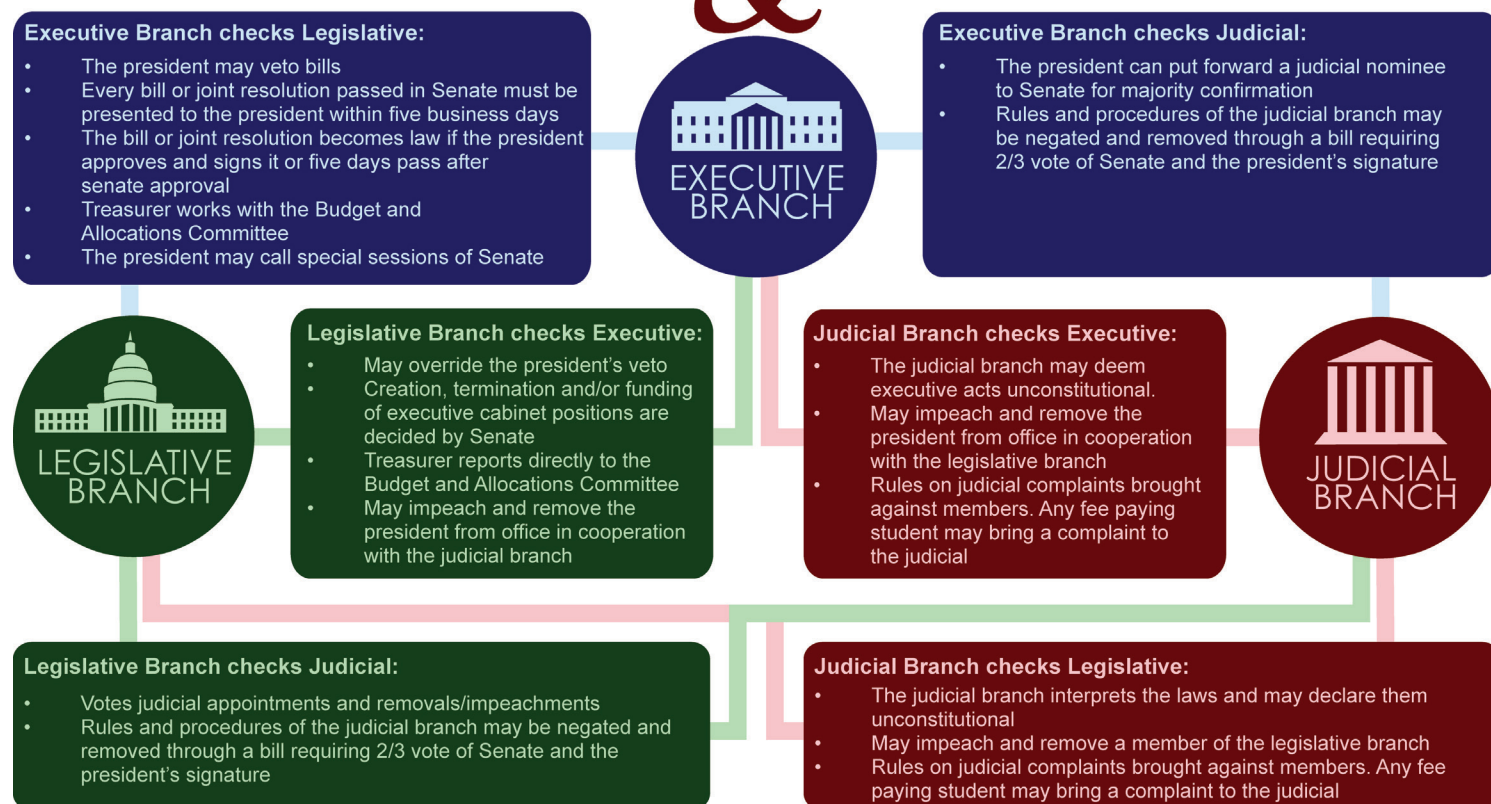 &
Executive Branch checks Legislative:
• The president may veto bills
• Every bill or joint resolution passed in Senate must be
presented to the president within five business days
• The bill or joint resolution becomes law if the president
approves and signs it or five days pass after
senate approval
• Treasurer works with the Budget and
Allocations Committee
• The president may call special sessions of Senate
EXECUTIVE
BRANCH
Executive Branch checks Judicial:
• The president can put forward a judicial nominee
to Senate for majority confirmation
• Rules and procedures of the judicial branch may
be negated and removed through a bill requiring
2/3 vote of Senate and the president’s signature
LEGISLATIVE
BRANCH
Legislative Branch checks Executive:
• May override the president’s veto
• Creation, termination and/or funding
of executive cabinet positions are
decided by Senate
• Treasurer reports directly to the
Budget and Allocations Committee
• May impeach and remove the
president from office in cooperation
with the judicial branch
Judicial Branch checks Executive:
• The judicial branch may deem
executive acts unconstitutional.
• May impeach and remove the
president from office in cooperation
with the legislative branch
• Rules on judicial complaints brought
against members. Any fee paying
student may bring a complaint to
the judicial
JUDICIAL
BRANCH
Legislative Branch checks Judicial:
• Votes judicial appointments and removals/impeachments
• Rules and procedures of the judicial branch may be negated and
removed through a bill requiring 2/3 vote of Senate and the
president’s signature
Judicial Branch checks Legislative:
• The judicial branch interprets the laws and may declare them
unconstitutional
• May impeach and remove a member of the legislative branch
• Rules on judicial complaints brought against members. Any fee
paying student may bring a complaint to the judicial